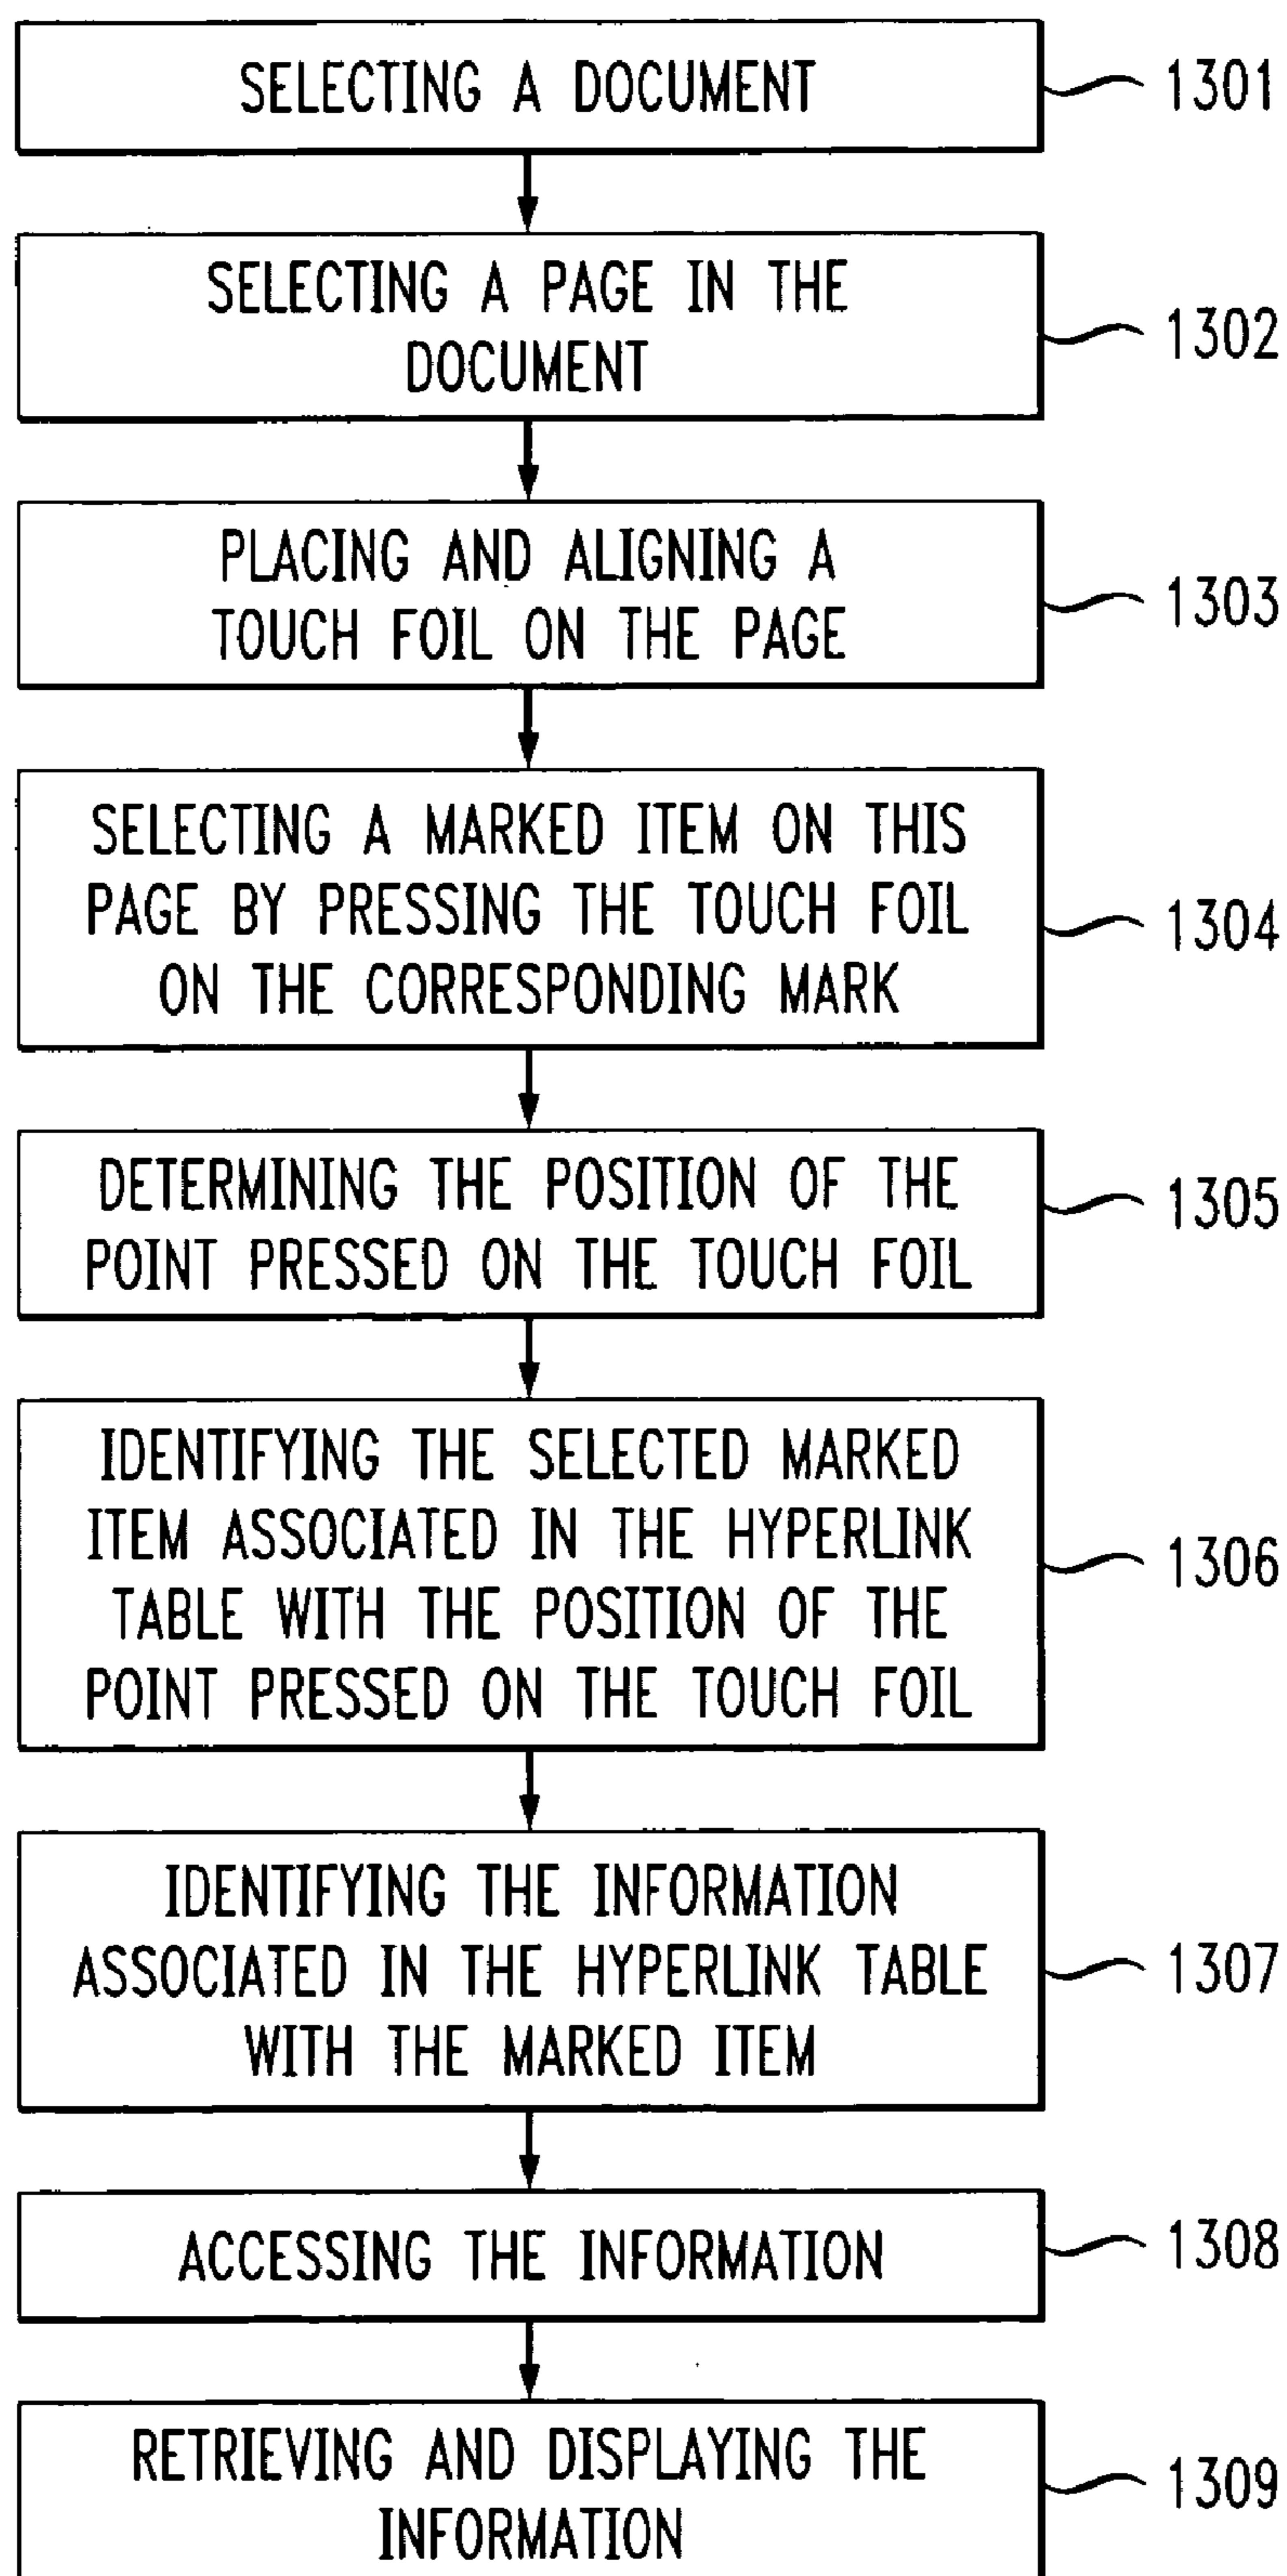 SELECTING A DOCUMENT
1301
SELECTING A PAGE IN THE
DOCUMENT
1302
PLACING AND ALIGNING A
TOUCH FOIL ON THE PAGE
1303
SELECTING A MARKED ITEM ON THIS
PAGE BY PRESSING THE TOUCH FOIL
ON THE CORRESPONDING MARK
1304
DETERMINING THE POSITION OF THE
POINT PRESSED ON THE TOUCH FOIL
1305
IDENTIFYING THE SELECTED MARKED
ITEM ASSOCIATED IN THE HYPERLINK
TABLE WITH THE POSITION OF THE
POINT PRESSED ON THE TOUCH FOIL
1306
IDENTIFYING THE INFORMATION
ASSOCIATED IN THE HYPERLINK TABLE
WITH THE MARKED ITEM
1307
ACCESSING THE INFORMATION
1308
RETRIEVING AND DISPLAYING THE
INFORMATION
1309